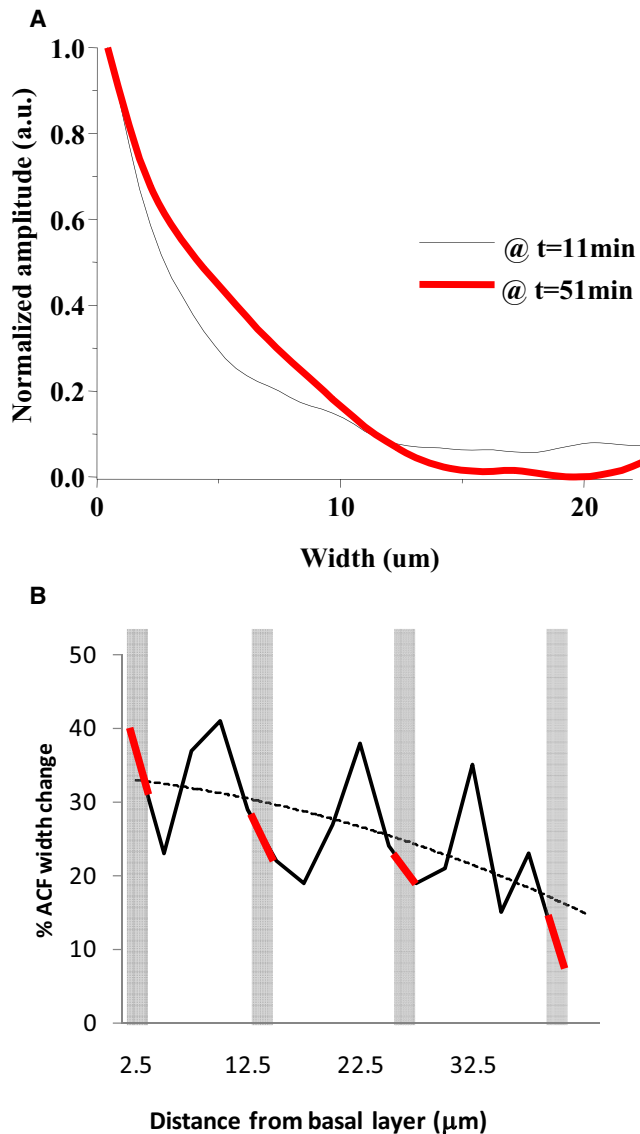 A
Normalized amplitude (a.u.)
1.0
0.8
0.6
0.4
0.2
0.0
0
10
20
@ t=11min
@ t=51min
Width (um)
B
% ACF width change
50
40
30
20
10
0
2.5
12.5
22.5
32.5
Distance from basal layer (μm)